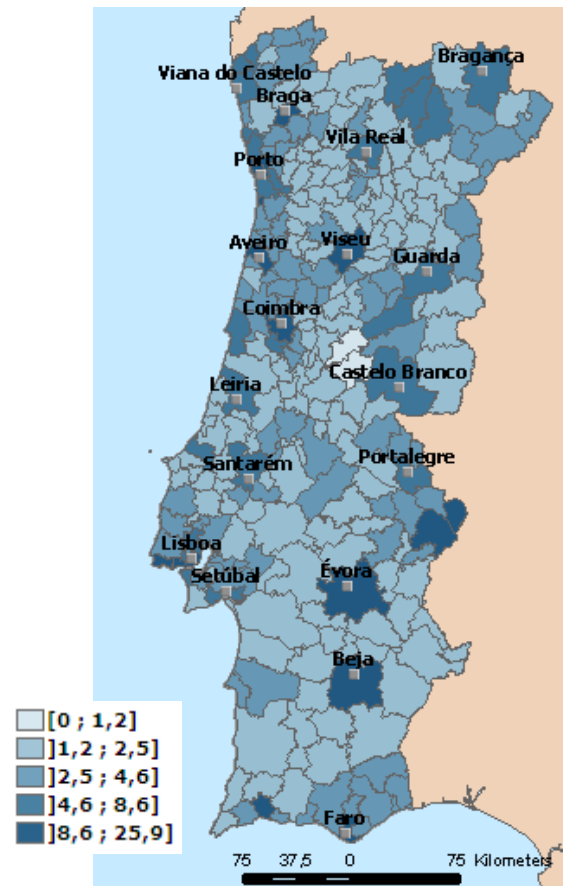 Bragança
Viana do Castelo
Braga
Vila Real
Porto
Aveiro
Viseu
Guarda
Coimbra
Castelo Branco
Leiria
Portalegre
Santarém
Lisboa
Évora
Setúbal
Beja
[0 ; 1,2]
]1,2 ; 2,5]
]2,5 ; 4,6]
]4,6 ; 8,6]
]8,6 ; 25,9]
Faro
75 37,5 0 75 Kilometers